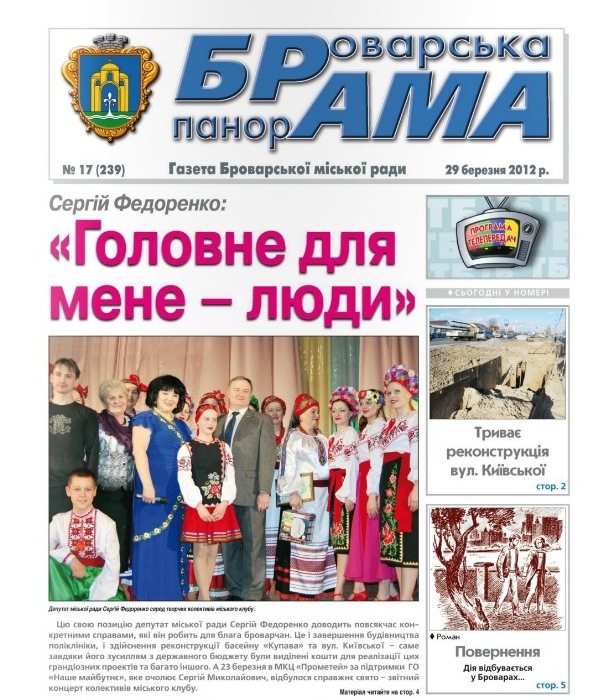 БРоварська
панорАМА
№ 17 (239)
Газета Броварської міської ради
29 березня 2012 р.
Сергій Федоренко:
«Головне для
мене – люди»
Депутат міської ради Сергій Федоренко серед творчих колективів міського клубу.
Цю свою позицію депутат міської ради Сергій Федоренко доводить повсякчас кон-
кретними справами, які він робить для блага броварчан. Це і завершення будівництва
поліклініки, і здійснення реконструкції басейну «Купава» та вул. Київської – саме
завдяки його зусиллям з державного бюджету були виділені кошти для реалізації цих
грандіозних проектів та багато іншого. А 23 березня в МКЦ «Прометей» за підтримки ГО
«Наше майбутнє», яке очолює Сергій Миколайович, відбулося справжнє свято – звітний
концерт колективів міського клубу.
Матеріал читайте на стр. 4
ПРОГРАМА
ТЕЛЕПЕРЕДАЧ
СЬОГОДНІ У НОМЕРІ
Триває
реконструкція
вул. Київської
стор. 2
Роман
Повернення
Дія відбувається
у Броварах...
стор. 5